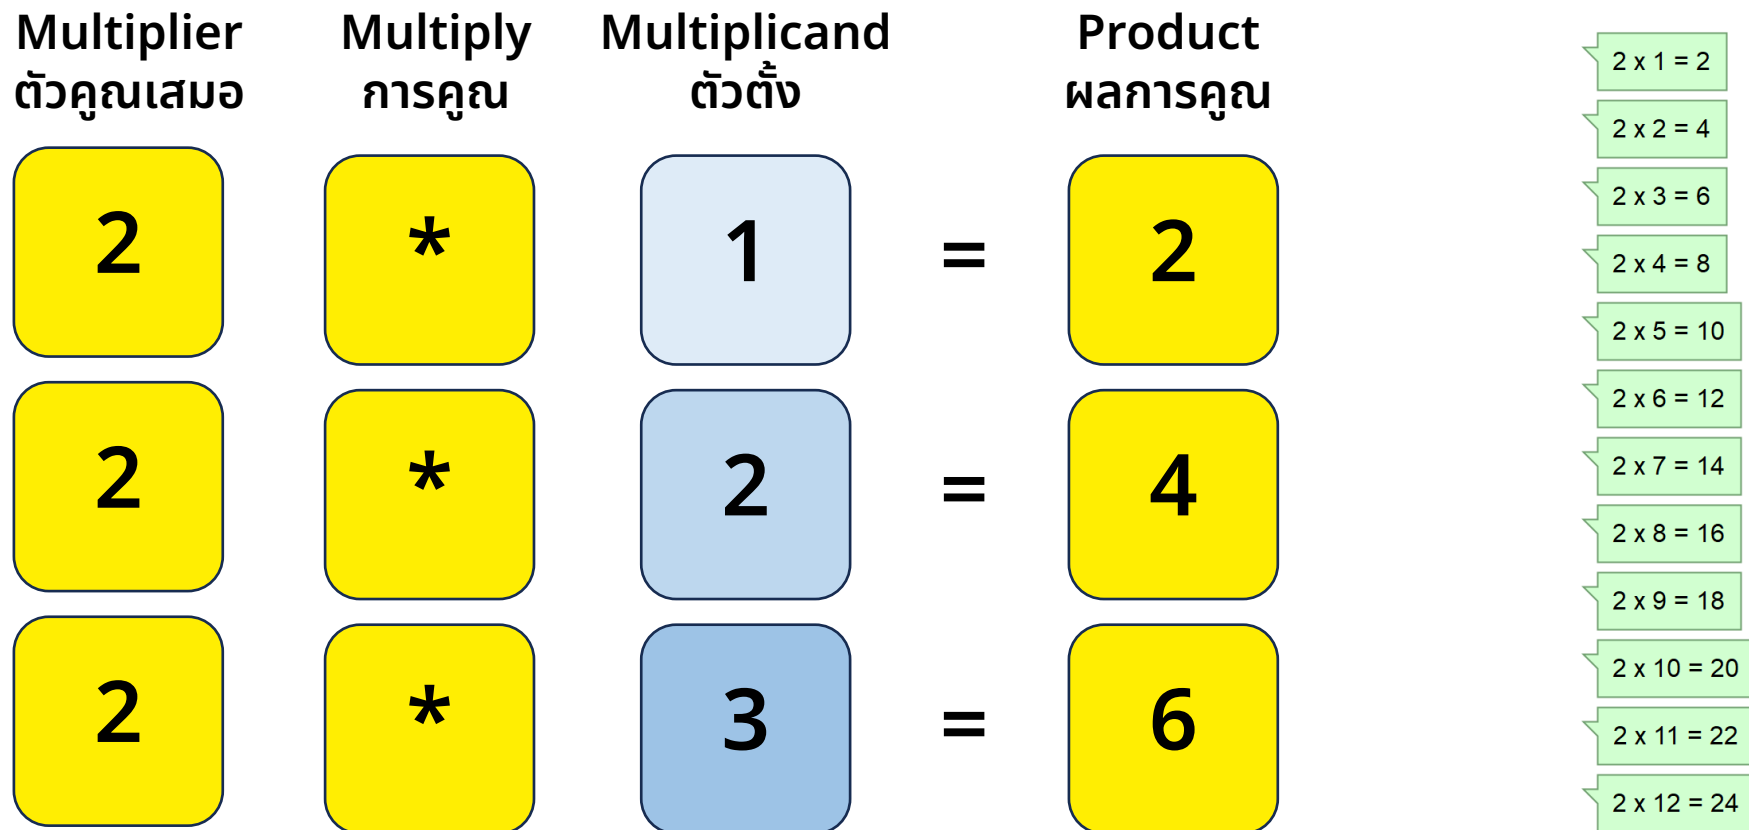 Multiplier Multiply Multiplicand Product
ตัวคูณเสมอ การคูณ ตัวตั้ง ผลการคูณ
2 * 1 = 2
2 * 2 = 4
2 * 3 = 6
2 x 1 = 2
2 x 2 = 4
2 x 3 = 6
2 x 4 = 8
2 x 5 = 10
2 x 6 = 12
2 x 7 = 14
2 x 8 = 16
2 x 9 = 18
2 x 10 = 20
2 x 11 = 22
2 x 12 = 24